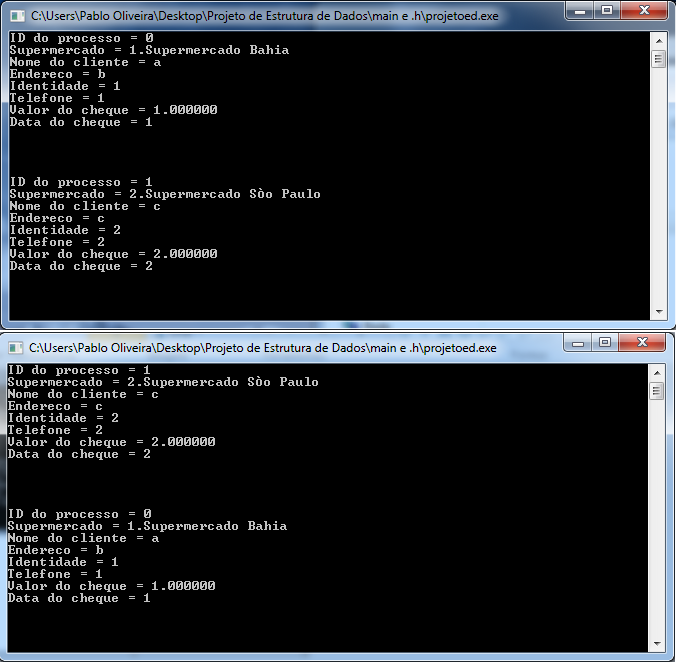 C:\Users\Pablo Oliveira\Desktop\Projeto de Estrutura de Dados\main e .h\projetoed.exe
ID do processo = 0
Supermercado = 1.Supermercado Bahia
Nome do cliente = a
Endereco = b
Identidade = 1
Telefone = 1
Valor do cheque = 1.000000
Data do cheque = 1
ID do processo = 1
Supermercado = 2.Supermercado Sòo Paulo
Nome do cliente = c
Endereco = c
Identidade = 2
Telefone = 2
Valor do cheque = 2.000000
Data do cheque = 2
C:\Users\Pablo Oliveira\Desktop\Projeto de Estrutura de Dados\main e .h\projetoed.exe
ID do processo = 1
Supermercado = 2.Supermercado Sòo Paulo
Nome do cliente = c
Endereco = c
Identidade = 2
Telefone = 2
Valor do cheque = 2.000000
Data do cheque = 2
ID do processo = 0
Supermercado = 1.Supermercado Bahia
Nome do cliente = a
Endereco = b
Identidade = 1
Telefone = 1
Valor do cheque = 1.000000
Data do cheque = 1